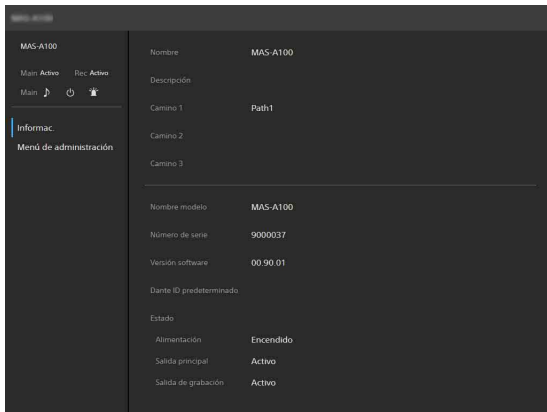 MAS-A100
Main Activo Rec Activo
Main
Informac.
Menú de administración
Nombre MAS-A100
Descripción
Camino 1 Path1
Camino 2
Camino 3
Nombre modelo MAS-A100
Número de serie 9000037
Versión software 00.90.01
Dante ID predeterminado
Estado
Alimentación Encendido
Salida principal Activo
Salida de grabación Activo